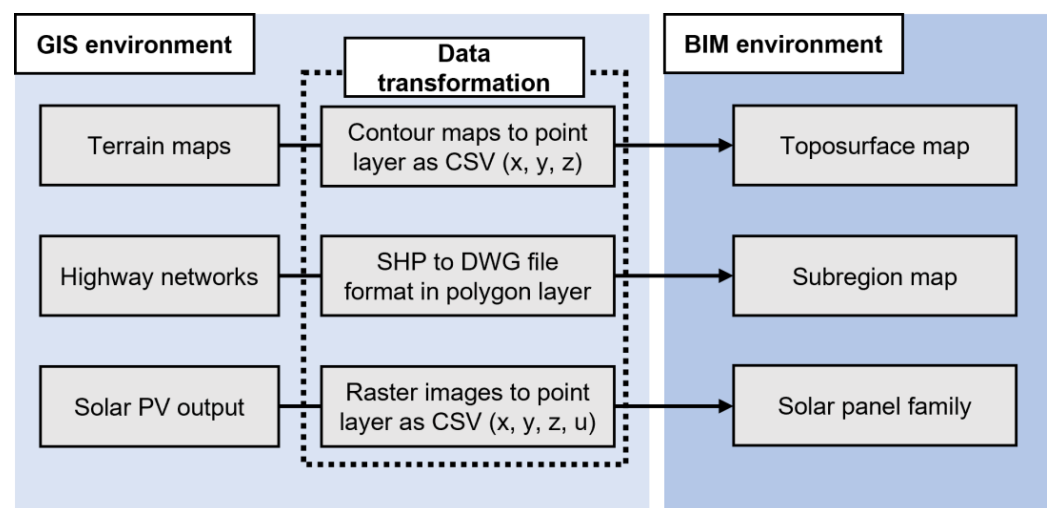 GIS environment
Data
transformation
BIM environment
Terrain maps
Contour maps to point
layer as CSV (x, y, z)
Toposurface map
Highway networks
SHP to DWG file
format in polygon layer
Subregion map
Solar PV output
Raster images to point
layer as CSV (x, y, z, u)
Solar panel family